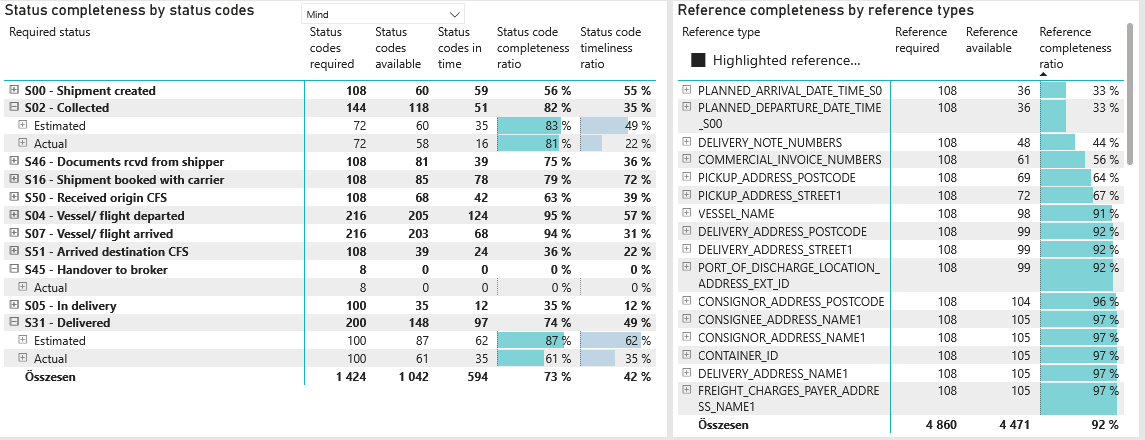 Status completeness by status codes
Mind
Required status Status codes required Status codes available Status codes in time Status code completeness ratio Status code timeliness ratio
S00 - Shipment created 108 60 59 56 % 55 %
S02 - Collected 144 118 51 82 % 35 %
Estimated 72 60 35 83 % 49 %
Actual 72 58 16 81 % 22 %
S46 - Documents rcvd from shipper 108 81 39 75 % 36 %
S16 - Shipment booked with carrier 108 85 78 79 % 72 %
S50 - Received origin CFS 108 68 42 63 % 39 %
S04 - Vessel/ flight departed 216 205 124 95 % 57 %
S07 - Vessel/ flight arrived 216 203 68 94 % 31 %
S51 - Arrived destination CFS 108 39 24 36 % 22 %
S45 - Handover to broker 8 0 0 0 % 0 %
Actual 8 0 0 0 % 0 %
S05 - In delivery 100 35 12 35 % 12 %
S31 - Delivered 200 148 97 74 % 49 %
Estimated 100 87 62 87 % 62 %
Actual 100 61 35 61 % 35 %
Összesen 1 424 1 042 594 73 % 42 %
Reference completeness by reference types
Reference type Reference required Reference available Reference completeness ratio
Highlighted reference...
PLANNED_ARRIVAL_DATE_TIME_S0 108 36 33 %
PLANNED_DEPARTURE_DATE_TIME 108 36 33 %
_S00
DELIVERY_NOTE_NUMBERS 108 48 44 %
COMMERCIAL_INVOICE_NUMBERS 108 61 56 %
PICKUP_ADDRESS_POSTCODE 108 69 64 %
PICKUP_ADDRESS_STREET1 108 72 67 %
VESSEL_NAME 108 98 91 %
DELIVERY_ADDRESS_POSTCODE 108 99 92 %
DELIVERY_ADDRESS_STREET1 108 99 92 %
PORT_OF_DISCHARGE_LOCATION_ 108 99 92 %
ADDRESS_EXT_ID
CONSIGNOR_ADDRESS_POSTCODE 108 104 96 %
CONSIGNEE_ADDRESS_NAME1 108 105 97 %
CONSIGNOR_ADDRESS_NAME1 108 105 97 %
CONTAINER_ID 108 105 97 %
DELIVERY_ADDRESS_NAME1 108 105 97 %
FREIGHT_CHARGES_PAYER_ADDRE 108 105 97 %
SS_NAME1
Összesen 4 860 4 471 92 %